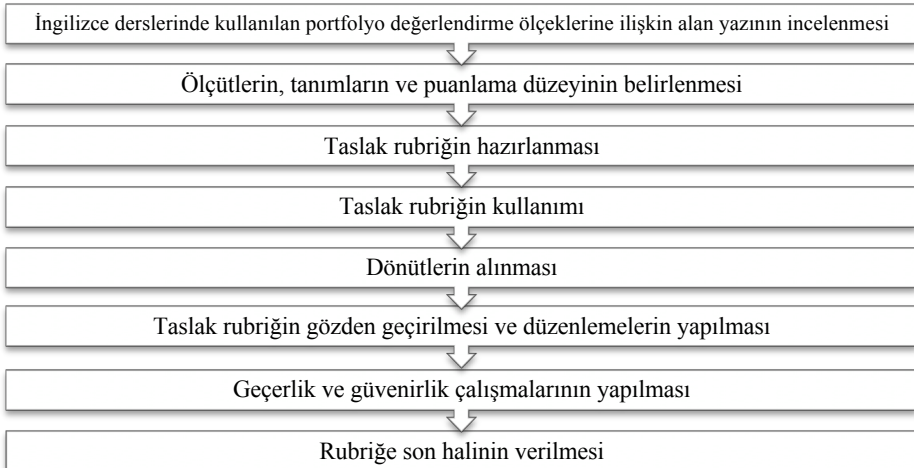 İngilizce derslerinde kullanılan portfolyo değerlendirme ölçeklerine ilişkin alan yazının incelenmesi
Ölçütlerin, tanımların ve puanlama düzeyinin belirlenmesi
Taslak rubriğin hazırlanması
Taslak rubriğin kullanımı
Dönütlerin alınması
Taslak rubriğin gözden geçirilmesi ve düzenlemelerin yapılması
Geçerlik ve güvenirlik çalışmalarının yapılması
Rubriğe son halinin verilmesi